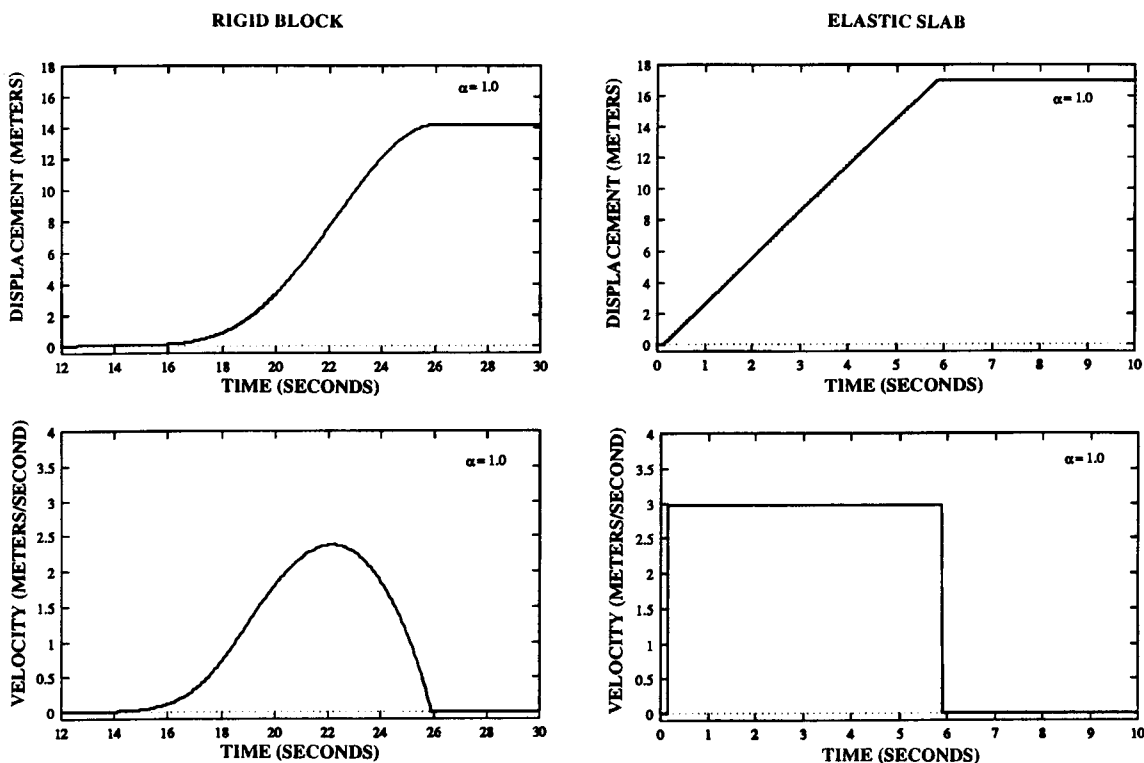 RIGID BLOCK
ELASTIC SLAB
DISPLACEMENT (METERS)
18
16
14
12
10
8
6
4
2
0
α = 1.0
12 14 16 18 20 22 24 26 28 30
TIME (SECONDS)
DISPLACEMENT (METERS)
18
16
14
12
10
8
6
4
2
0
α = 1.0
0 1 2 3 4 5 6 7 8 9 10
TIME (SECONDS)
VELOCITY (METERS/SECOND)
4
3.5
3
2.5
2
1.5
1
0.5
0
α = 1.0
12 14 16 18 20 22 24 26 28 30
TIME (SECONDS)
VELOCITY (METERS/SECOND)
4
3.5
3
2.5
2
1.5
1
0.5
0
α = 1.0
0 1 2 3 4 5 6 7 8 9 10
TIME (SECONDS)